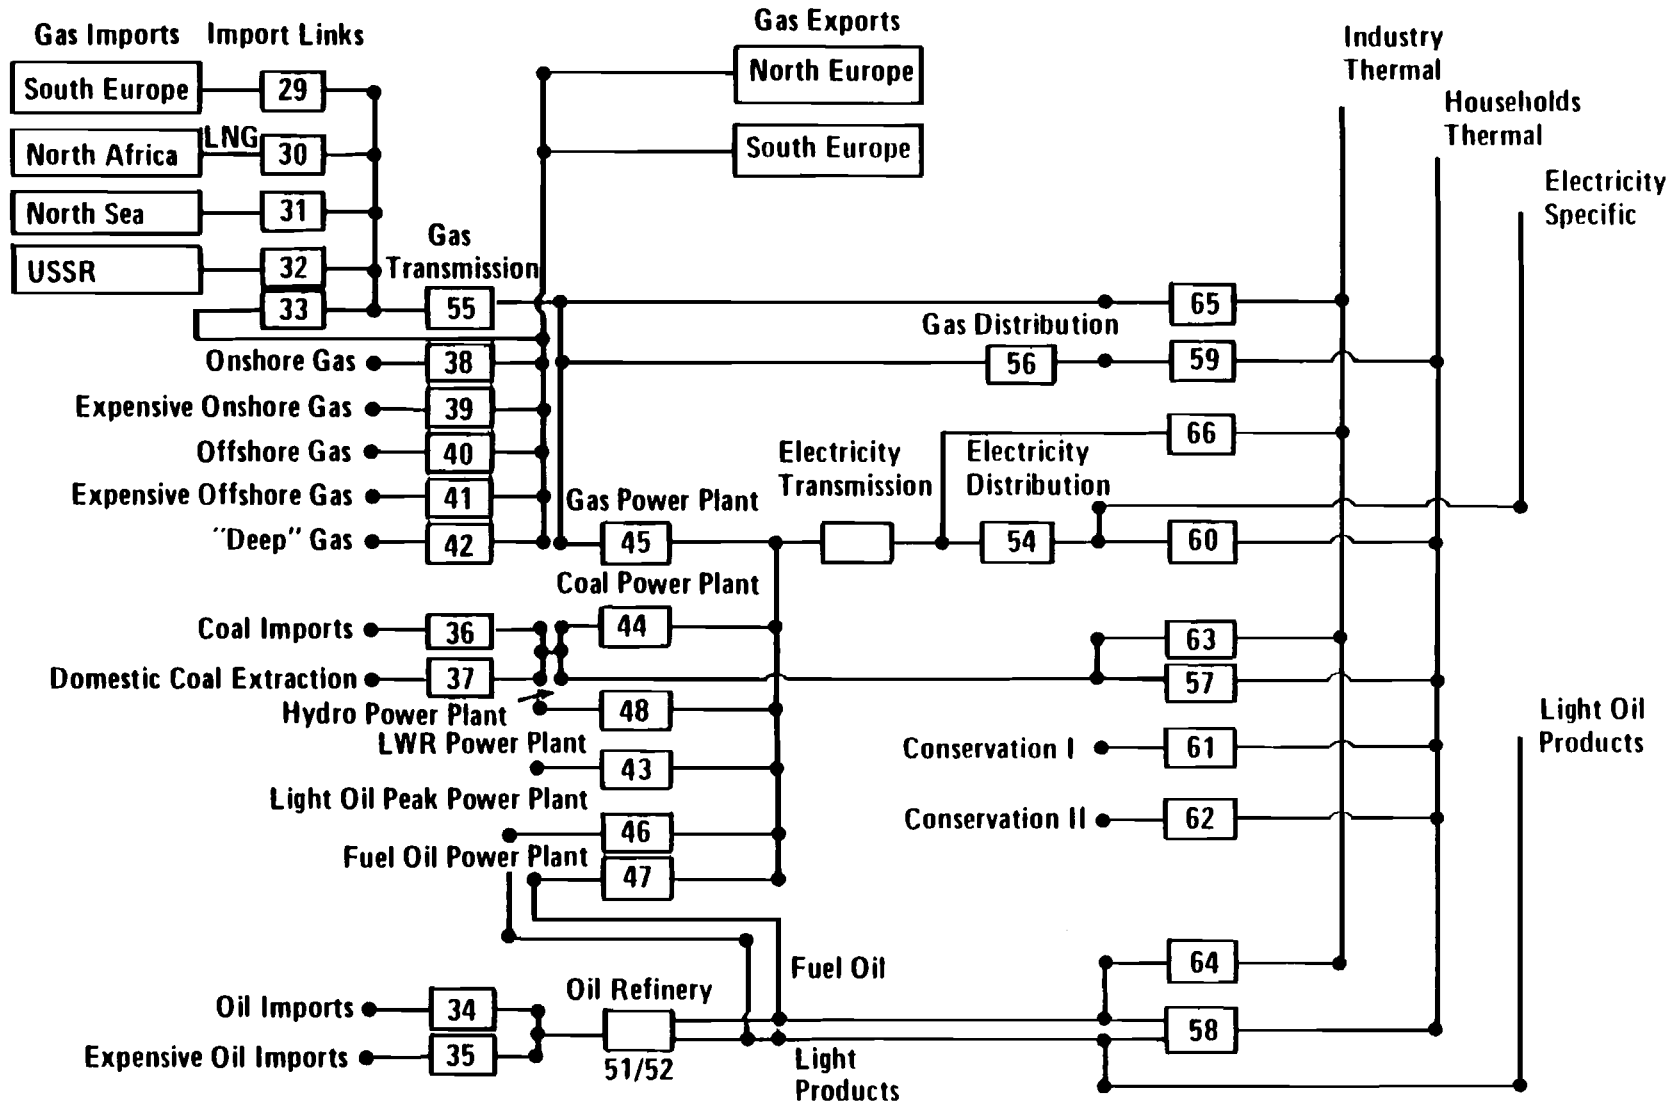 Gas Exports
Gas Imports Import Links
Industry
Thermal
North Europe
South Europe 29
Households
Thermal
LNG
North Africa 30
South Europe
Electricity
Specific
North Sea 31
Gas
Transmission
USSR 32
33 55 65
Gas Distribution
Onshore Gas 38 56 59
Expensive Onshore Gas 39
66
Offshore Gas 40
Electricity
Transmission
Electricity
Distribution
Expensive Offshore Gas 41
Gas Power Plant
"Deep" Gas 42 45 54 60
Coal Power Plant
Coal Imports 36 44 63
Domestic Coal Extraction 37 57
Hydro Power Plant 48
Light Oil
Products
LWR Power Plant
43
Conservation I 61
Light Oil Peak Power Plant
46
Conservation II 62
Fuel Oil Power Plant
47
Fuel Oil
64
Oil Refinery
Oil Imports 34
58
Expensive Oil Imports 35
51/52
Light
Products